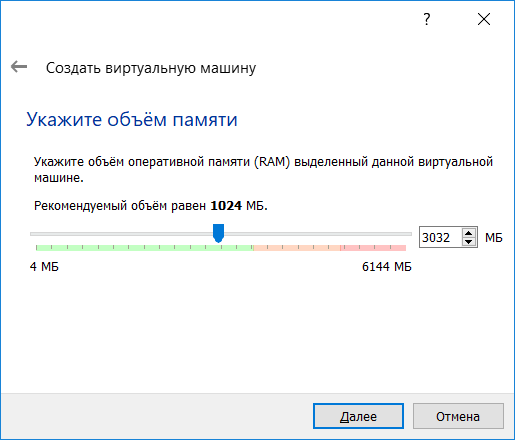 ?
Создать виртуальную машину
Укажите объём памяти
Укажите объём оперативной памяти (RAM) выделенный данной виртуальной
машине.
Рекомендуемый объём равен 1024 МБ.
3032 МБ
4 МБ 6144 МБ
Далее Отмена